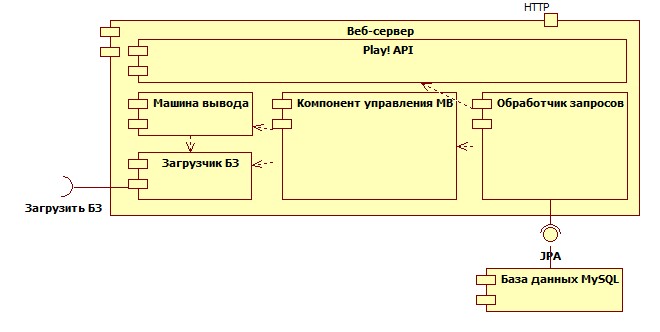 HTTP
Веб-сервер
Play! API
Машина вывода
Компонент управления МВ
Обработчик запросов
Загрузчик БЗ
Загрузить БЗ
JPA
База данных MySQL